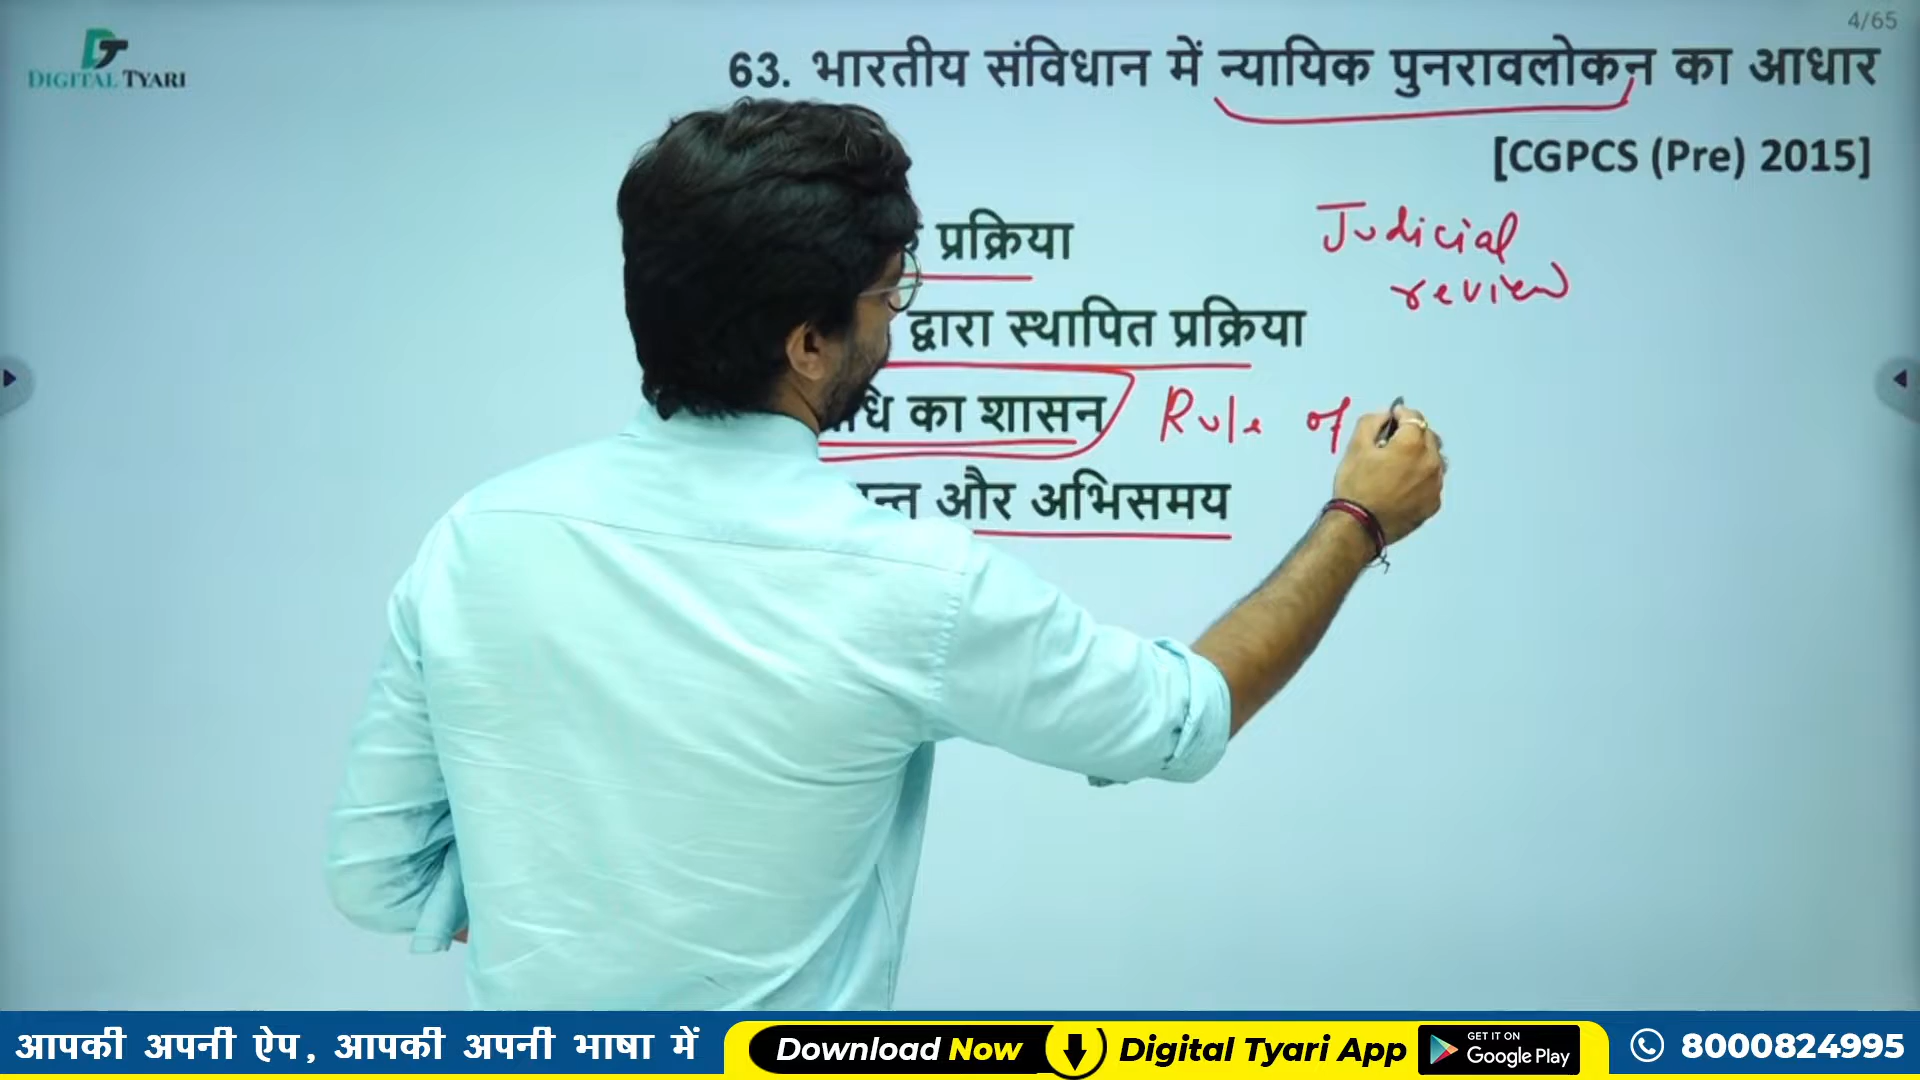 4/65
DIGITAL TYARI
63. भारतीय संविधान में न्यायिक पुनरावलोकन का आधार
[CGPCS (Pre) 2015]
Judicial
review
प्रक्रिया
द्वारा स्थापित प्रक्रिया
का शासन Rule of
और अभिसमय
आपकी अपनी ऐप, आपकी अपनी भाषा में
Download Now
Digital Tyari App
GET IT ON
Google Play
8000824995